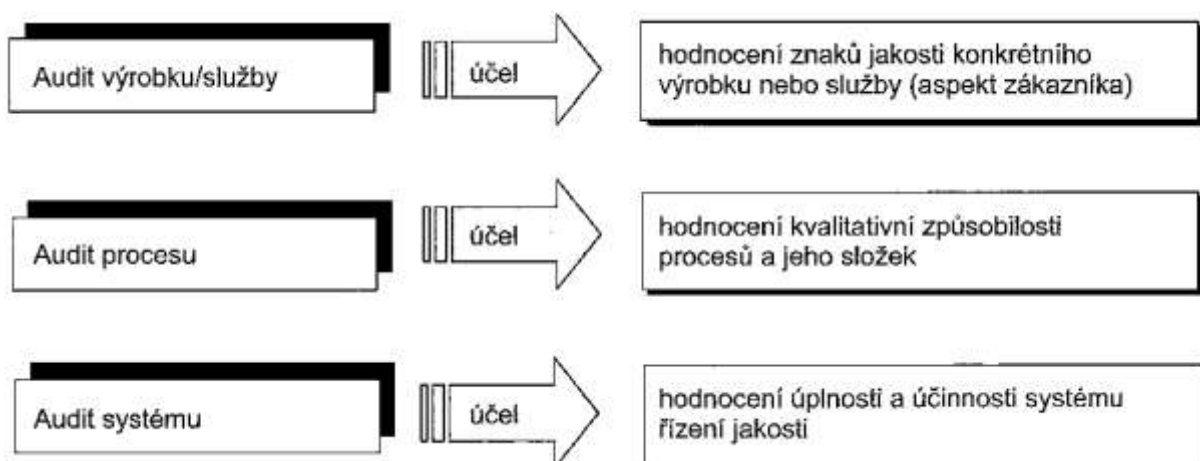 Audit výrobku/služby
účel
hodnocení znaků jakosti konkrétního
výrobku nebo služby (aspekt zákazníka)
Audit procesu
účel
hodnocení kvalitativní způsobilosti
procesů a jeho složek
Audit systému
účel
hodnocení úplnosti a účinnosti systému
řízení jakosti